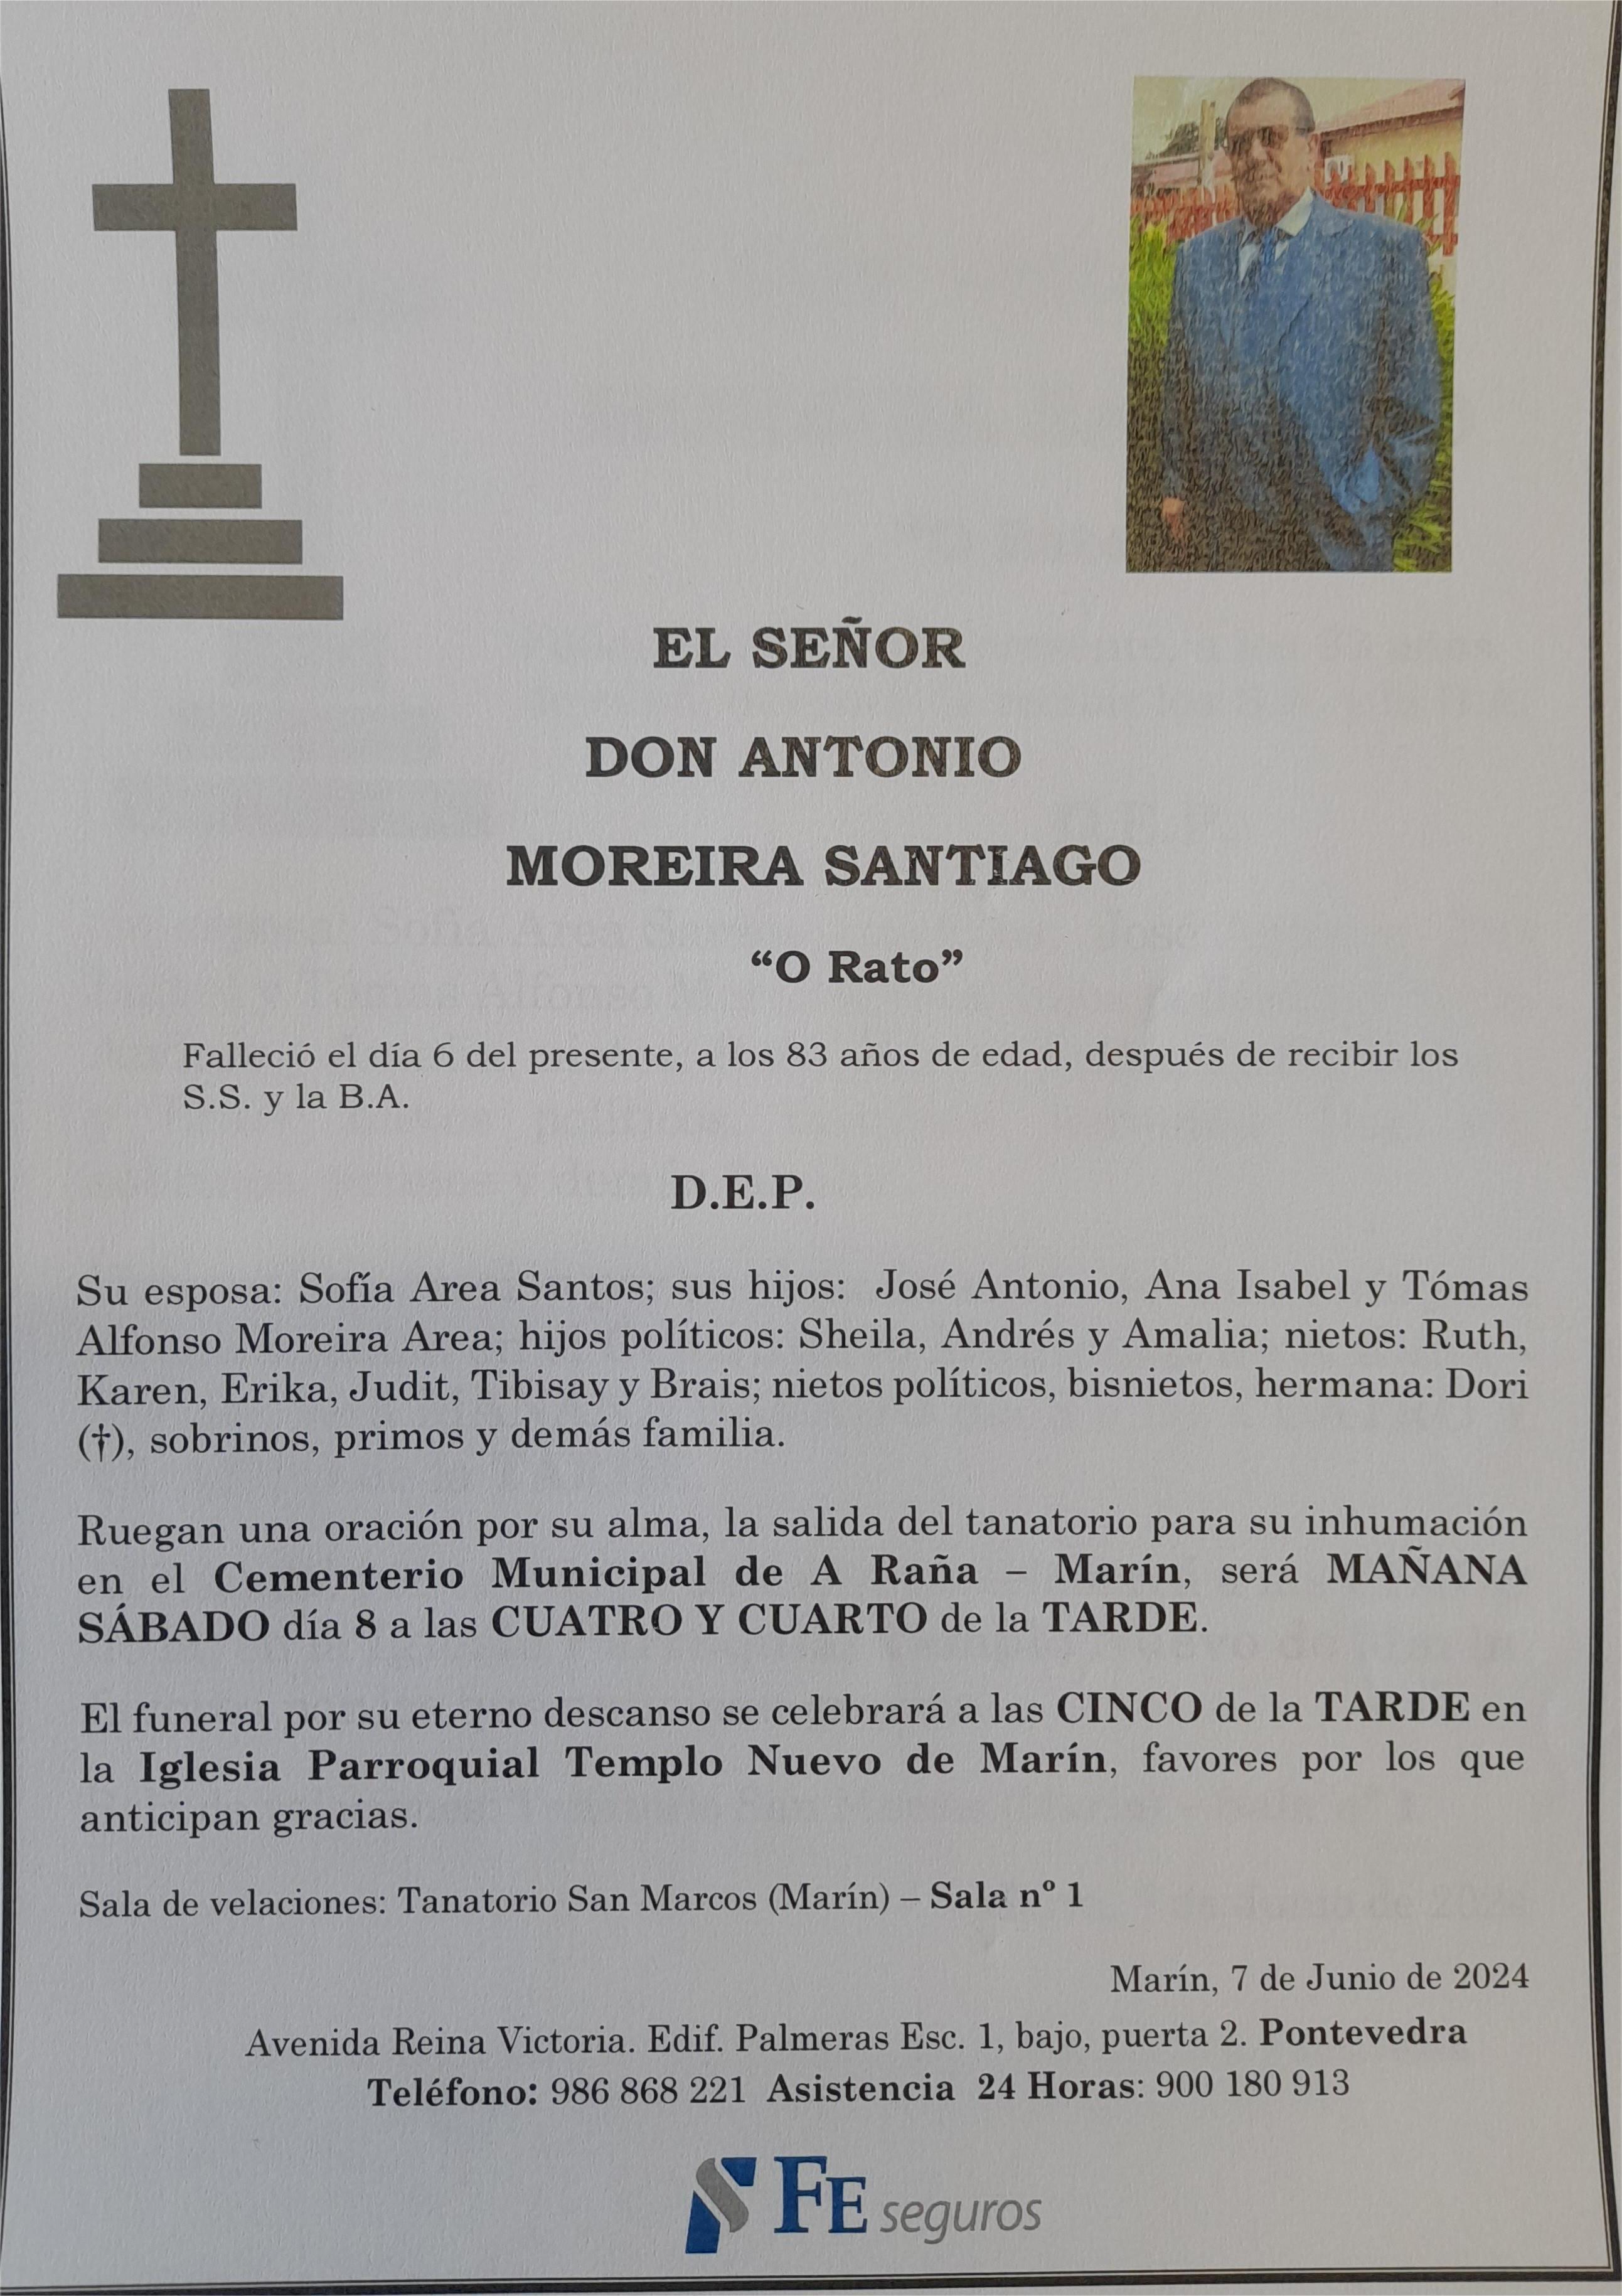 EL SEÑOR
DON ANTONIO
MOREIRA SANTIAGO
“O Rato”
Falleció el día 6 del presente, a los 83 años de edad, después de recibir los
S.S. y la B.A.
D.E.P.
Su esposa: Sofía Area Santos; sus hijos: José Antonio, Ana Isabel y Tómas
Alfonso Moreira Area; hijos políticos: Sheila, Andrés y Amalia; nietos: Ruth,
Karen, Erika, Judit, Tibisay y Brais; nietos políticos, bisnietos, hermana: Dori
(†), sobrinos, primos y demás familia.
Ruegan una oración por su alma, la salida del tanatorio para su inhumación
en el Cementerio Municipal de A Raña – Marín, será MAÑANA
SÁBADO día 8 a las CUATRO Y CUARTO de la TARDE.
El funeral por su eterno descanso se celebrará a las CINCO de la TARDE en
la Iglesia Parroquial Templo Nuevo de Marín, favores por los que
anticipan gracias.
Sala de velaciones: Tanatorio San Marcos (Marín) – Sala nº 1
Marín, 7 de Junio de 2024
Avenida Reina Victoria. Edif. Palmeras Esc. 1, bajo, puerta 2. Pontevedra
Teléfono: 986 868 221 Asistencia 24 Horas: 900 180 913
FE seguros